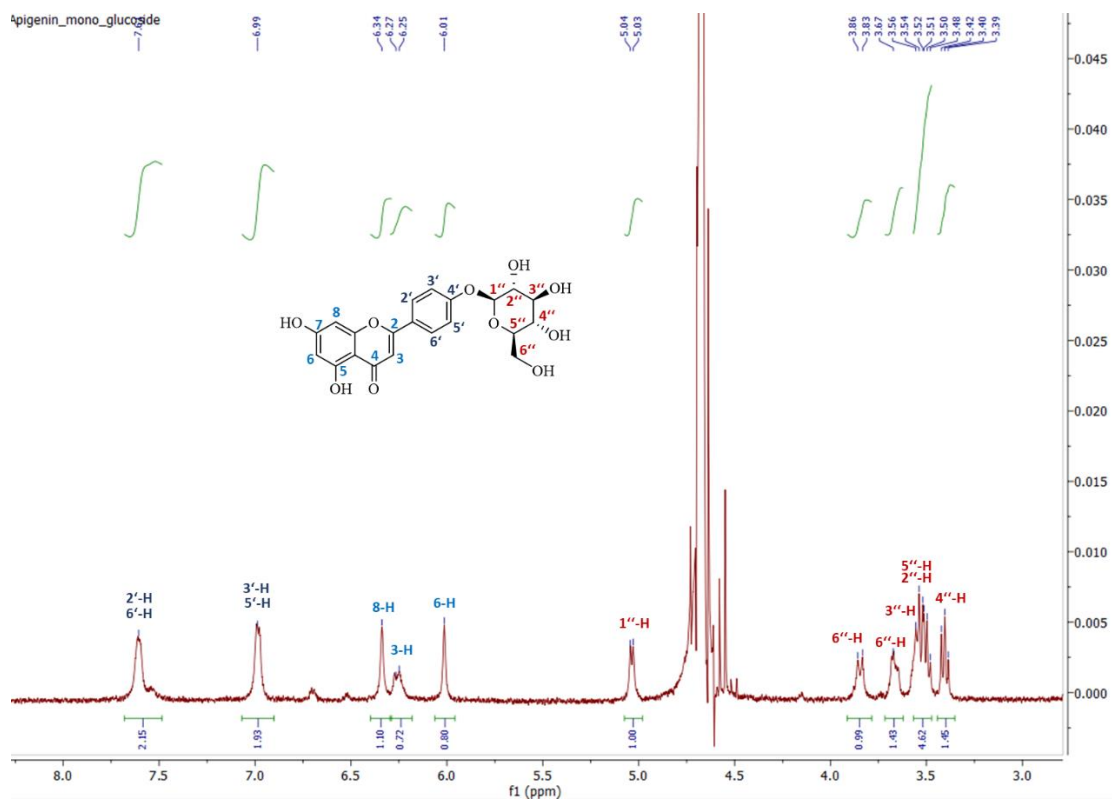 Apigenin_mono_glucoside
6.99
6.34
6.27
6.25
6.01
5.04
5.03
3.86
3.83
3.67
3.56
3.54
3.52
3.51
3.50
3.48
3.42
3.40
3.39
0.045
0.040
0.035
0.030
0.025
0.020
0.015
0.010
0.005
0.000
3' 4' O 1'' OH
2' 2'' 3'' OH
HO 7 8 O 2 5' O 5'' 4'' OH
6' 6''
6 5 4 3 OH
OH O
2'-H
6'-H
3'-H
5'-H
8-H
3-H
6-H
1''-H
6''-H
6''-H
3''-H
5''-H
2''-H
4''-H
2.15
1.93
1.10
0.72
0.80
1.00
0.99
1.43
4.62
1.45
8.0 7.5 7.0 6.5 6.0 5.5 5.0 4.5 4.0 3.5 3.0
f1 (ppm)